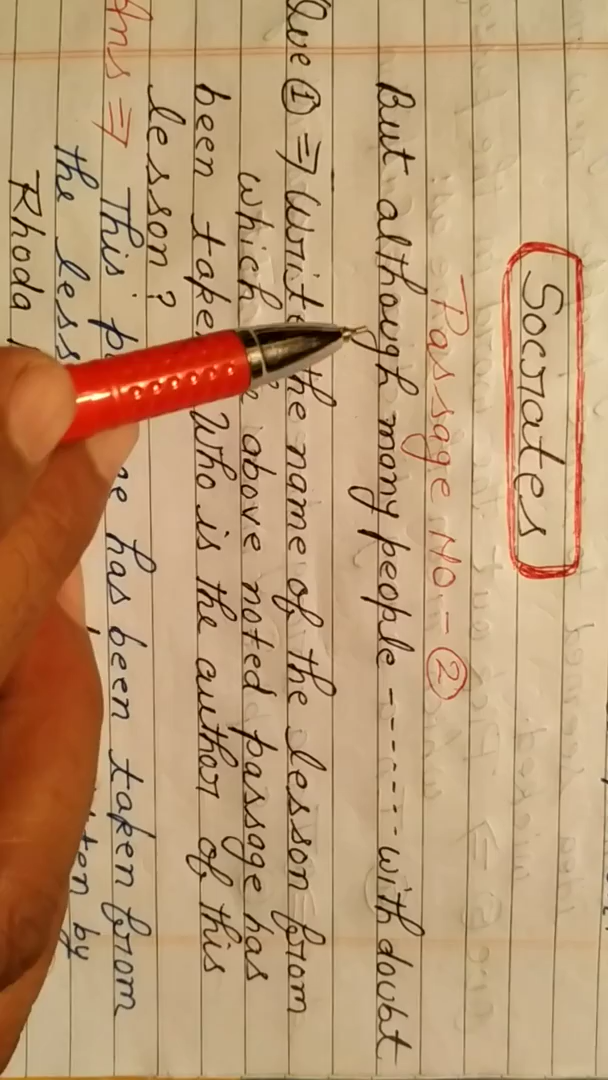 Socrates
Passage No. - ②
But although many people ------ with doubt
① ⇒ Write the name of the lesson from
which above noted passage has
been Who is the author of this
lesson?
Ans ⇒ This has been taken from
the by
Rhoda